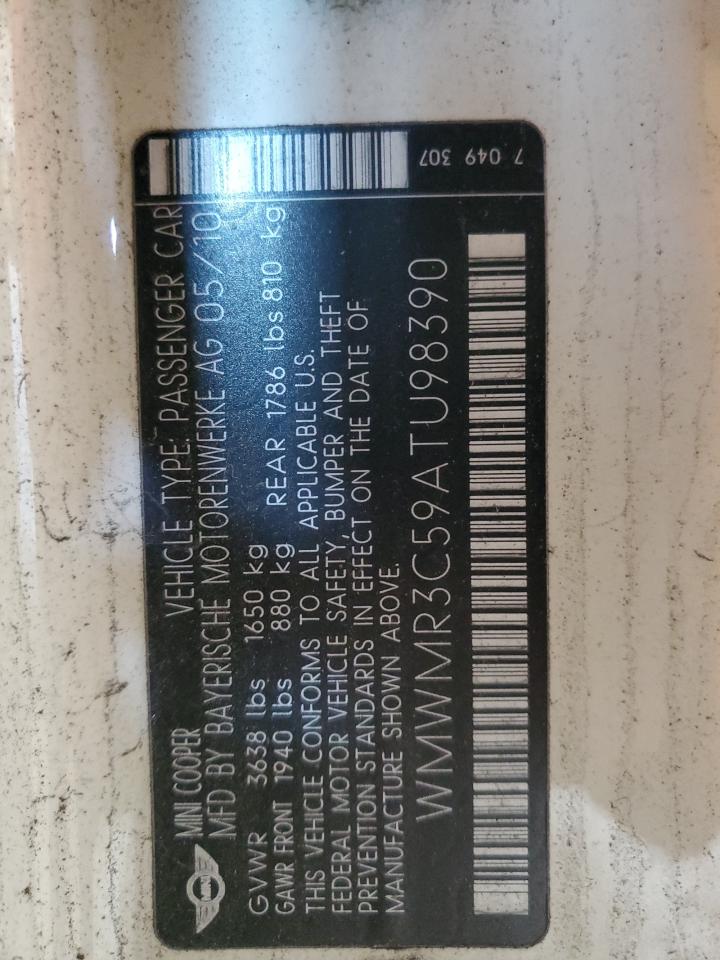 MINI COOPER VEHICLE TYPE: PASSENGER CAR
MFD BY BAYERISCHE MOTORENWERKE AG 05/10
GVWR 3638 lbs 1650 kg
GAWR FRONT 1940 lbs 880 kg REAR 1786 lbs 810 kg
THIS VEHICLE CONFORMS TO ALL APPLICABLE U.S.
FEDERAL MOTOR VEHICLE SAFETY, BUMPER AND THEFT
PREVENTION STANDARDS IN EFFECT ON THE DATE OF
MANUFACTURE SHOWN ABOVE.
WMWMR3C59ATU98390
7 049 307